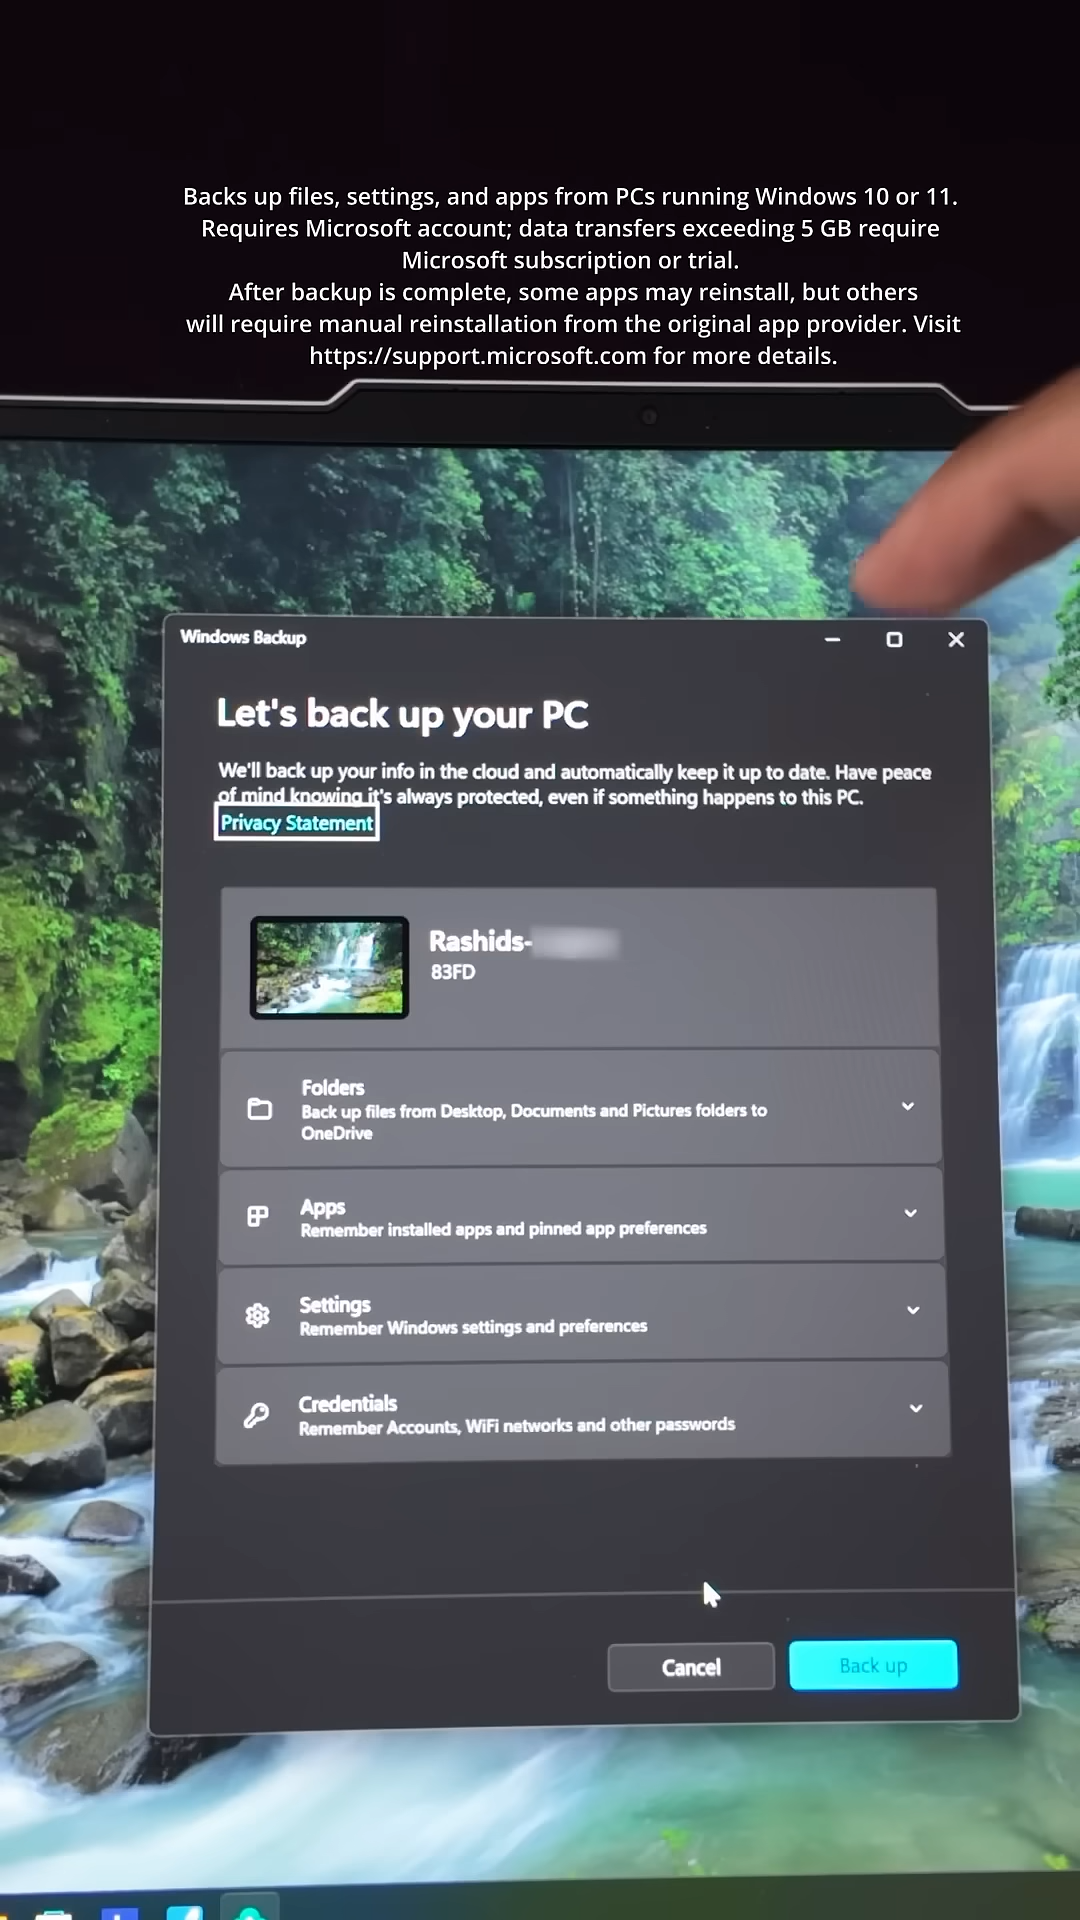 Backs up files, settings, and apps from PCs running Windows 10 or 11.
Requires Microsoft account; data transfers exceeding 5 GB require
Microsoft subscription or trial.
After backup is complete, some apps may reinstall, but others
will require manual reinstallation from the original app provider. Visit
https://support.microsoft.com for more details.
Windows Backup
Let's back up your PC
We'll back up your info in the cloud and automatically keep it up to date. Have peace
of mind knowing it's always protected, even if something happens to this PC.
Privacy Statement
Rashids-
83FD
Folders
Back up files from Desktop, Documents and Pictures folders to
OneDrive
Apps
Remember installed apps and pinned app preferences
Settings
Remember Windows settings and preferences
Credentials
Remember Accounts, WiFi networks and other passwords
Cancel
Back up